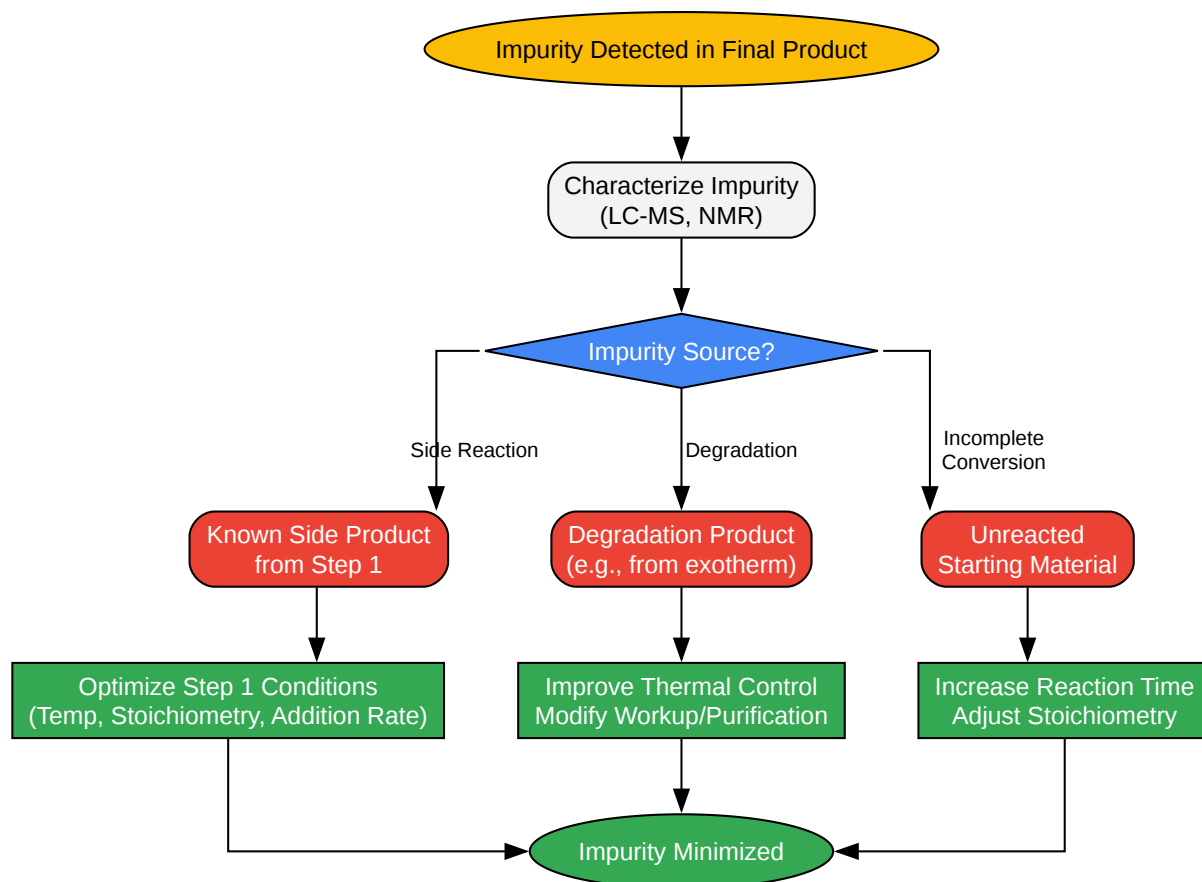 Impurity Detected in Final Product
Characterize Impurity
(LC-MS, NMR)
Impurity Source?
Side Reaction
Degradation
Incomplete
Conversion
Known Side Product
from Step 1
Degradation Product
(e.g., from exotherm)
Unreacted
Starting Material
Optimize Step 1 Conditions
(Temp, Stoichiometry, Addition Rate)
Improve Thermal Control
Modify Workup/Purification
Increase Reaction Time
Adjust Stoichiometry
Impurity Minimized